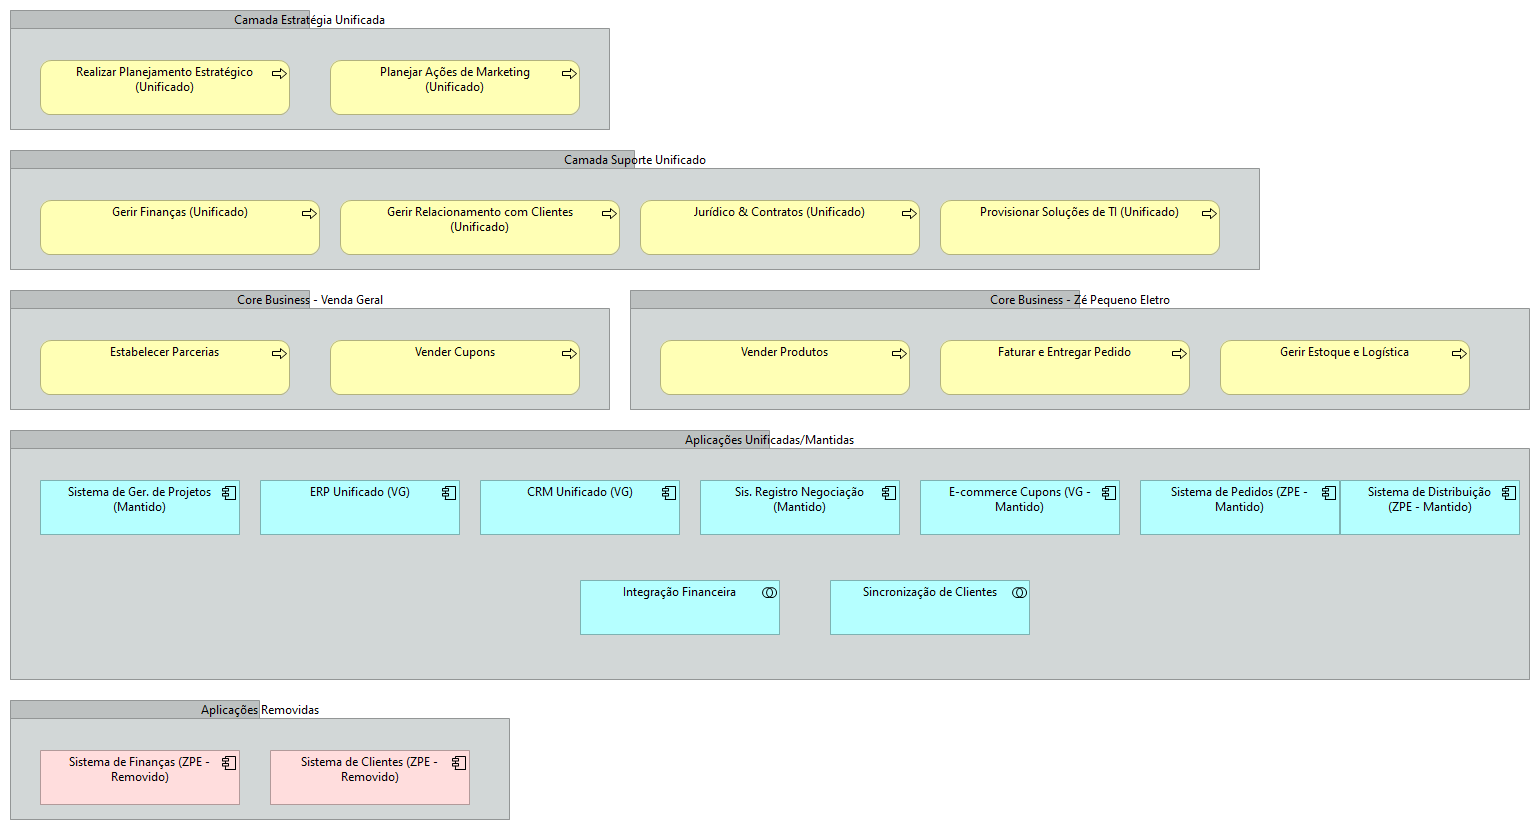 Camada Estratégia Unificada
Realizar Planejamento Estratégico
(Unificado)
Planejar Ações de Marketing
(Unificado)
Camada Suporte Unificado
Gerir Finanças (Unificado)
Gerir Relacionamento com Clientes
(Unificado)
Jurídico & Contratos (Unificado)
Provisionar Soluções de TI (Unificado)
Core Business - Venda Geral
Estabelecer Parcerias
Vender Cupons
Core Business - Zé Pequeno Eletro
Vender Produtos
Faturar e Entregar Pedido
Gerir Estoque e Logística
Aplicações Unificadas/Mantidas
Sistema de Ger. de Projetos
(Mantido)
ERP Unificado (VG)
CRM Unificado (VG)
Sis. Registro Negociação
(Mantido)
E-commerce Cupons (VG -
Mantido)
Sistema de Pedidos (ZPE -
Mantido)
Sistema de Distribuição
(ZPE - Mantido)
Integração Financeira
Sincronização de Clientes
Aplicações Removidas
Sistema de Finanças (ZPE -
Removido)
Sistema de Clientes (ZPE -
Removido)